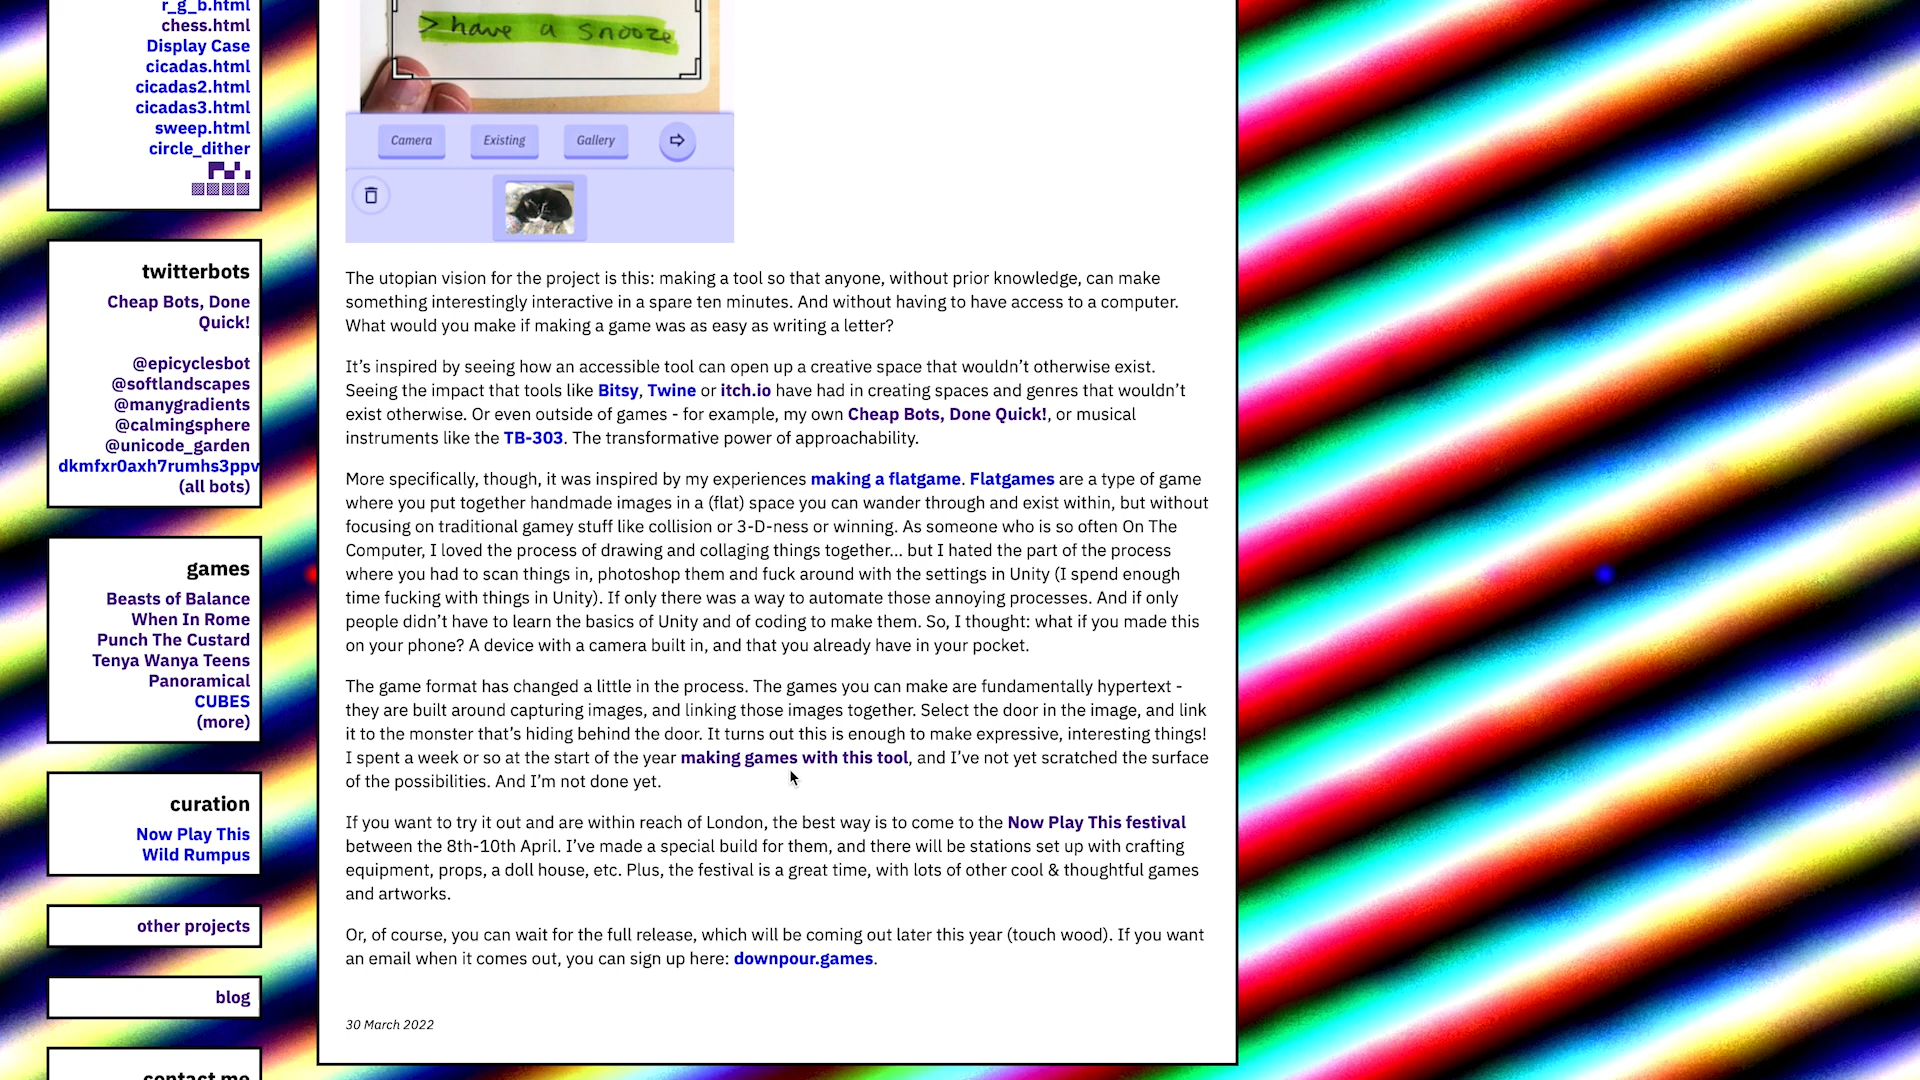 r_g_b.html
chess.html
Display Case
cicadas.html
cicadas2.html
cicadas3.html
sweep.html
circle_dither
twitterbots
Cheap Bots, Done
Quick!
@epicyclesbot
@softlandscapes
@manygradients
@calmingsphere
@unicode_garden
dkmfxr0axh7rumhs3ppv
(all bots)
games
Beasts of Balance
When In Rome
Punch The Custard
Tenya Wanya Teens
Panoramical
CUBES
(more)
curation
Now Play This
Wild Rumpus
other projects
blog
contact me
> have a snooze
Camera
Existing
Gallery
The utopian vision for the project is this: making a tool so that anyone, without prior knowledge, can make
something interestingly interactive in a spare ten minutes. And without having to have access to a computer.
What would you make if making a game was as easy as writing a letter?
It’s inspired by seeing how an accessible tool can open up a creative space that wouldn’t otherwise exist.
Seeing the impact that tools like Bitsy, Twine or itch.io have had in creating spaces and genres that wouldn’t
exist otherwise. Or even outside of games - for example, my own Cheap Bots, Done Quick!, or musical
instruments like the TB-303. The transformative power of approachability.
More specifically, though, it was inspired by my experiences making a flatgame. Flatgames are a type of game
where you put together handmade images in a (flat) space you can wander through and exist within, but without
focusing on traditional gamey stuff like collision or 3-D-ness or winning. As someone who is so often On The
Computer, I loved the process of drawing and collaging things together... but I hated the part of the process
where you had to scan things in, photoshop them and fuck around with the settings in Unity (I spend enough
time fucking with things in Unity). If only there was a way to automate those annoying processes. And if only
people didn’t have to learn the basics of Unity and of coding to make them. So, I thought: what if you made this
on your phone? A device with a camera built in, and that you already have in your pocket.
The game format has changed a little in the process. The games you can make are fundamentally hypertext -
they are built around capturing images, and linking those images together. Select the door in the image, and link
it to the monster that’s hiding behind the door. It turns out this is enough to make expressive, interesting things!
I spent a week or so at the start of the year making games with this tool, and I’ve not yet scratched the surface
of the possibilities. And I’m not done yet.
If you want to try it out and are within reach of London, the best way is to come to the Now Play This festival
between the 8th-10th April. I’ve made a special build for them, and there will be stations set up with crafting
equipment, props, a doll house, etc. Plus, the festival is a great time, with lots of other cool & thoughtful games
and artworks.
Or, of course, you can wait for the full release, which will be coming out later this year (touch wood). If you want
an email when it comes out, you can sign up here: downpour.games.
30 March 2022